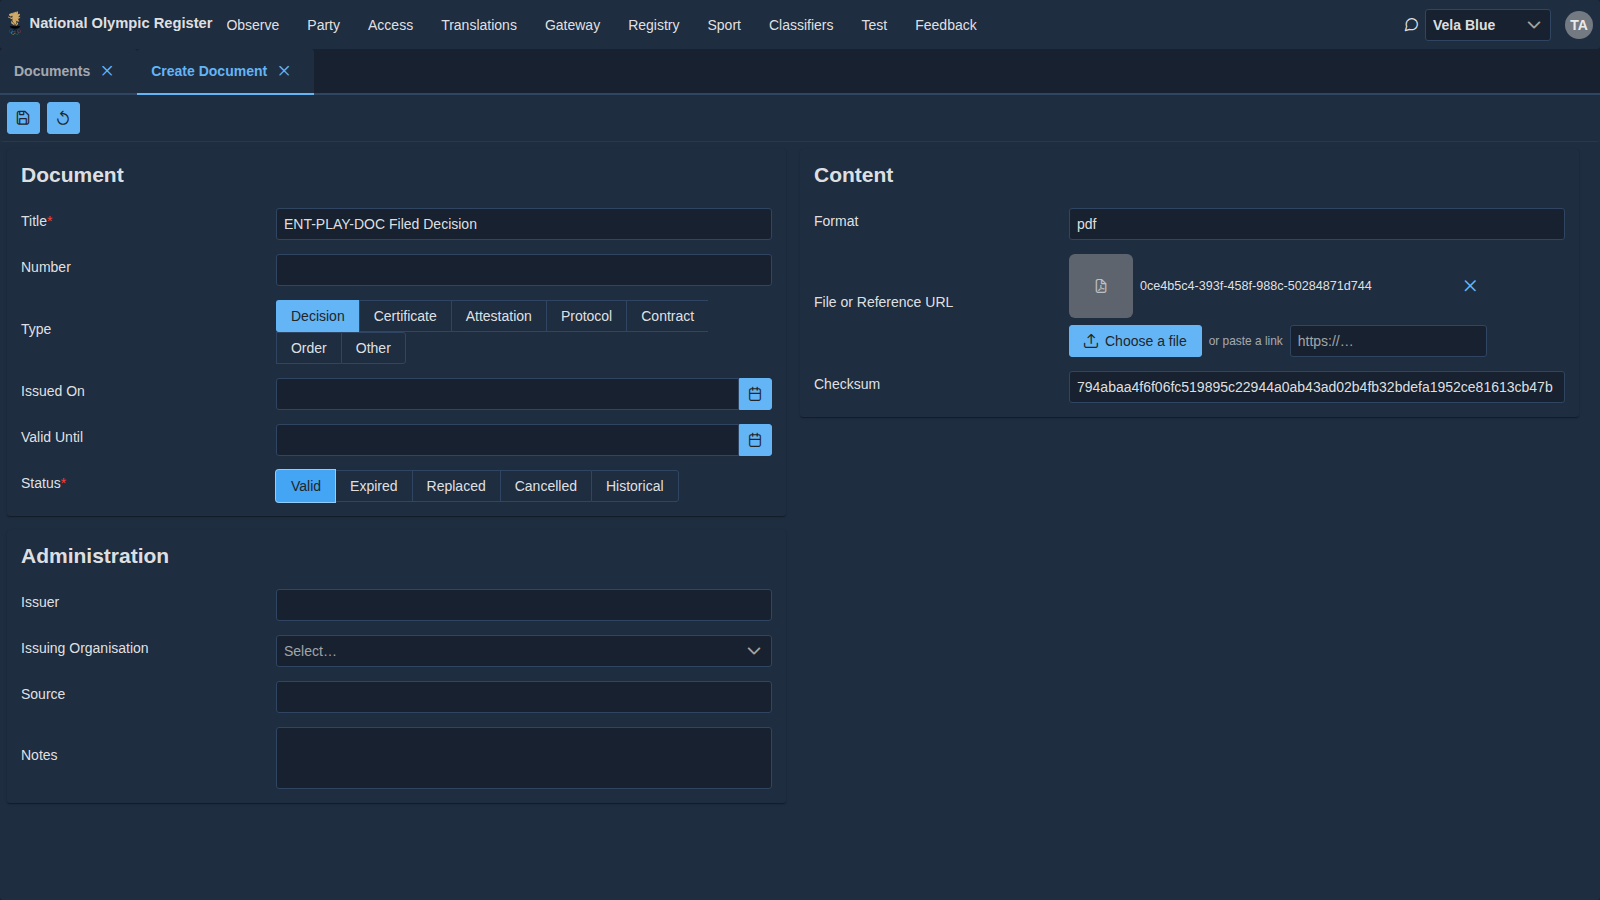 National Olympic Register Observe Party Access Translations Gateway Registry Sport Classifiers Test Feedback Vela Blue TA
Documents Create Document
Document
Title*
ENT-PLAY-DOC Filed Decision
Number
Type
Decision Certificate Attestation Protocol Contract
Order Other
Issued On
Valid Until
Status*
Valid Expired Replaced Cancelled Historical
Administration
Issuer
Issuing Organisation
Select…
Source
Notes
Content
Format
pdf
File or Reference URL
0ce4b5c4-393f-458f-988c-50284871d744
Choose a file or paste a link https://…
Checksum
794abaa4f6f06fc519895c22944a0ab43ad02b4fb32bdefa1952ce81613cb47b